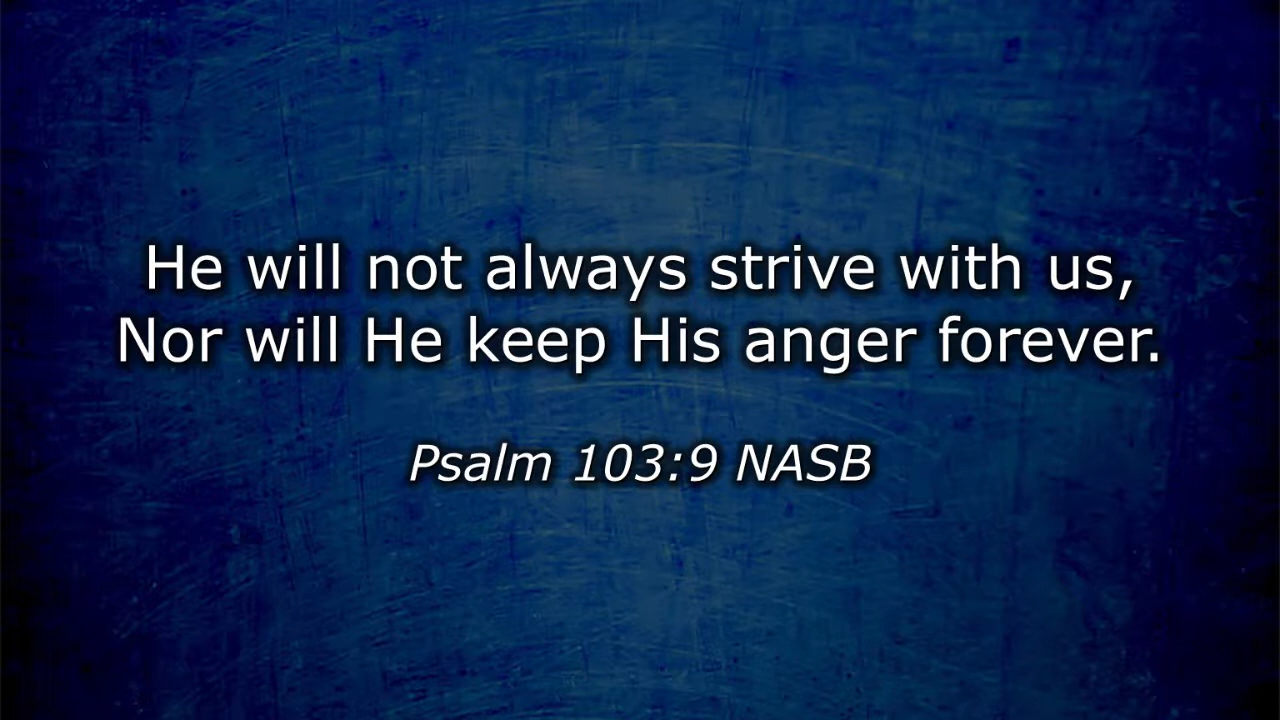 He will not always strive with us,
Nor will He keep His anger forever.
Psalm 103:9 NASB